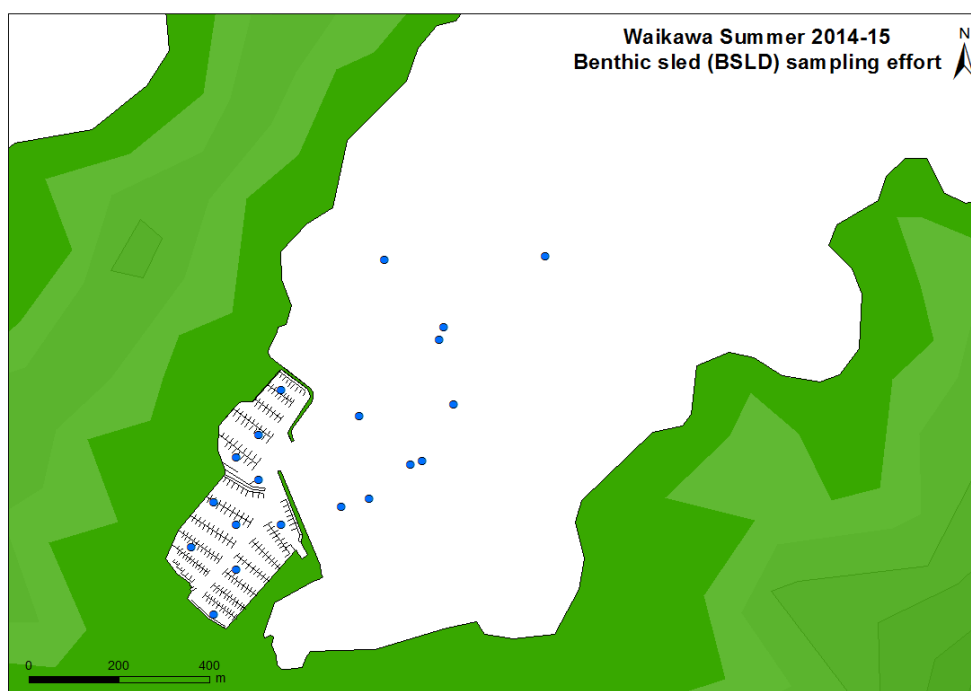 Waikawa Summer 2014-15
Benthic sled (BSLD) sampling effort
N
0 200 400
m